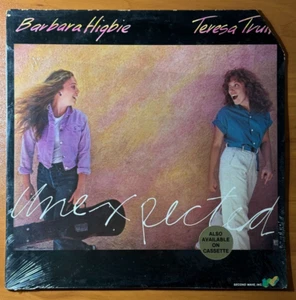 Barbara Higbie Teresa Trull
Unexpected
ALSO
AVAILABLE
ON
CASSETTE